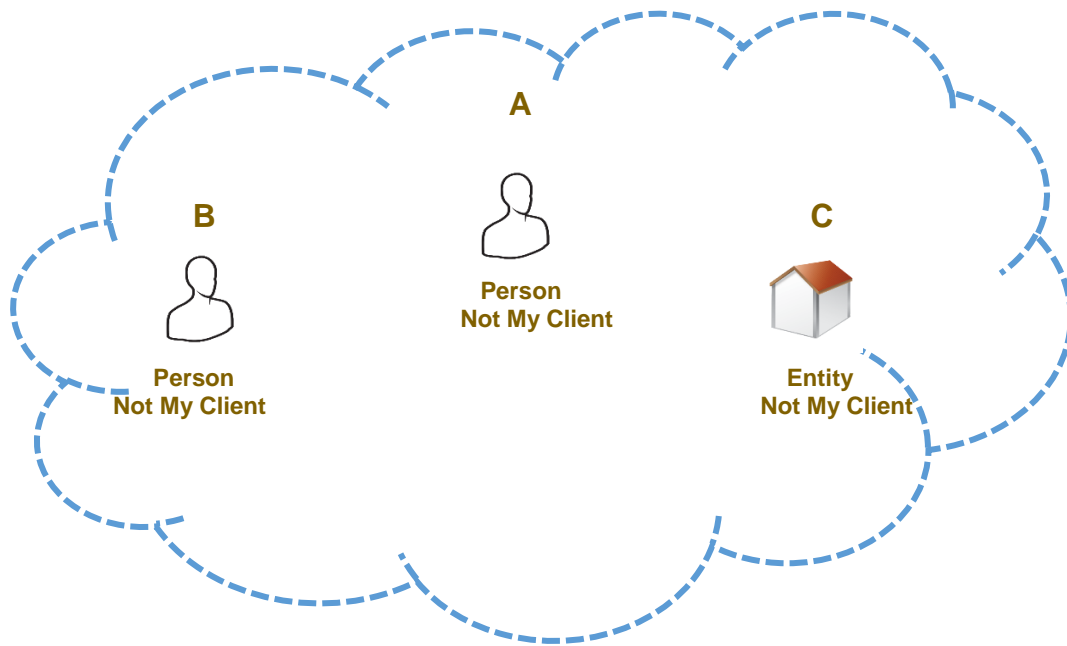 A
Person
Not My Client
B
Person
Not My Client
C
Entity
Not My Client